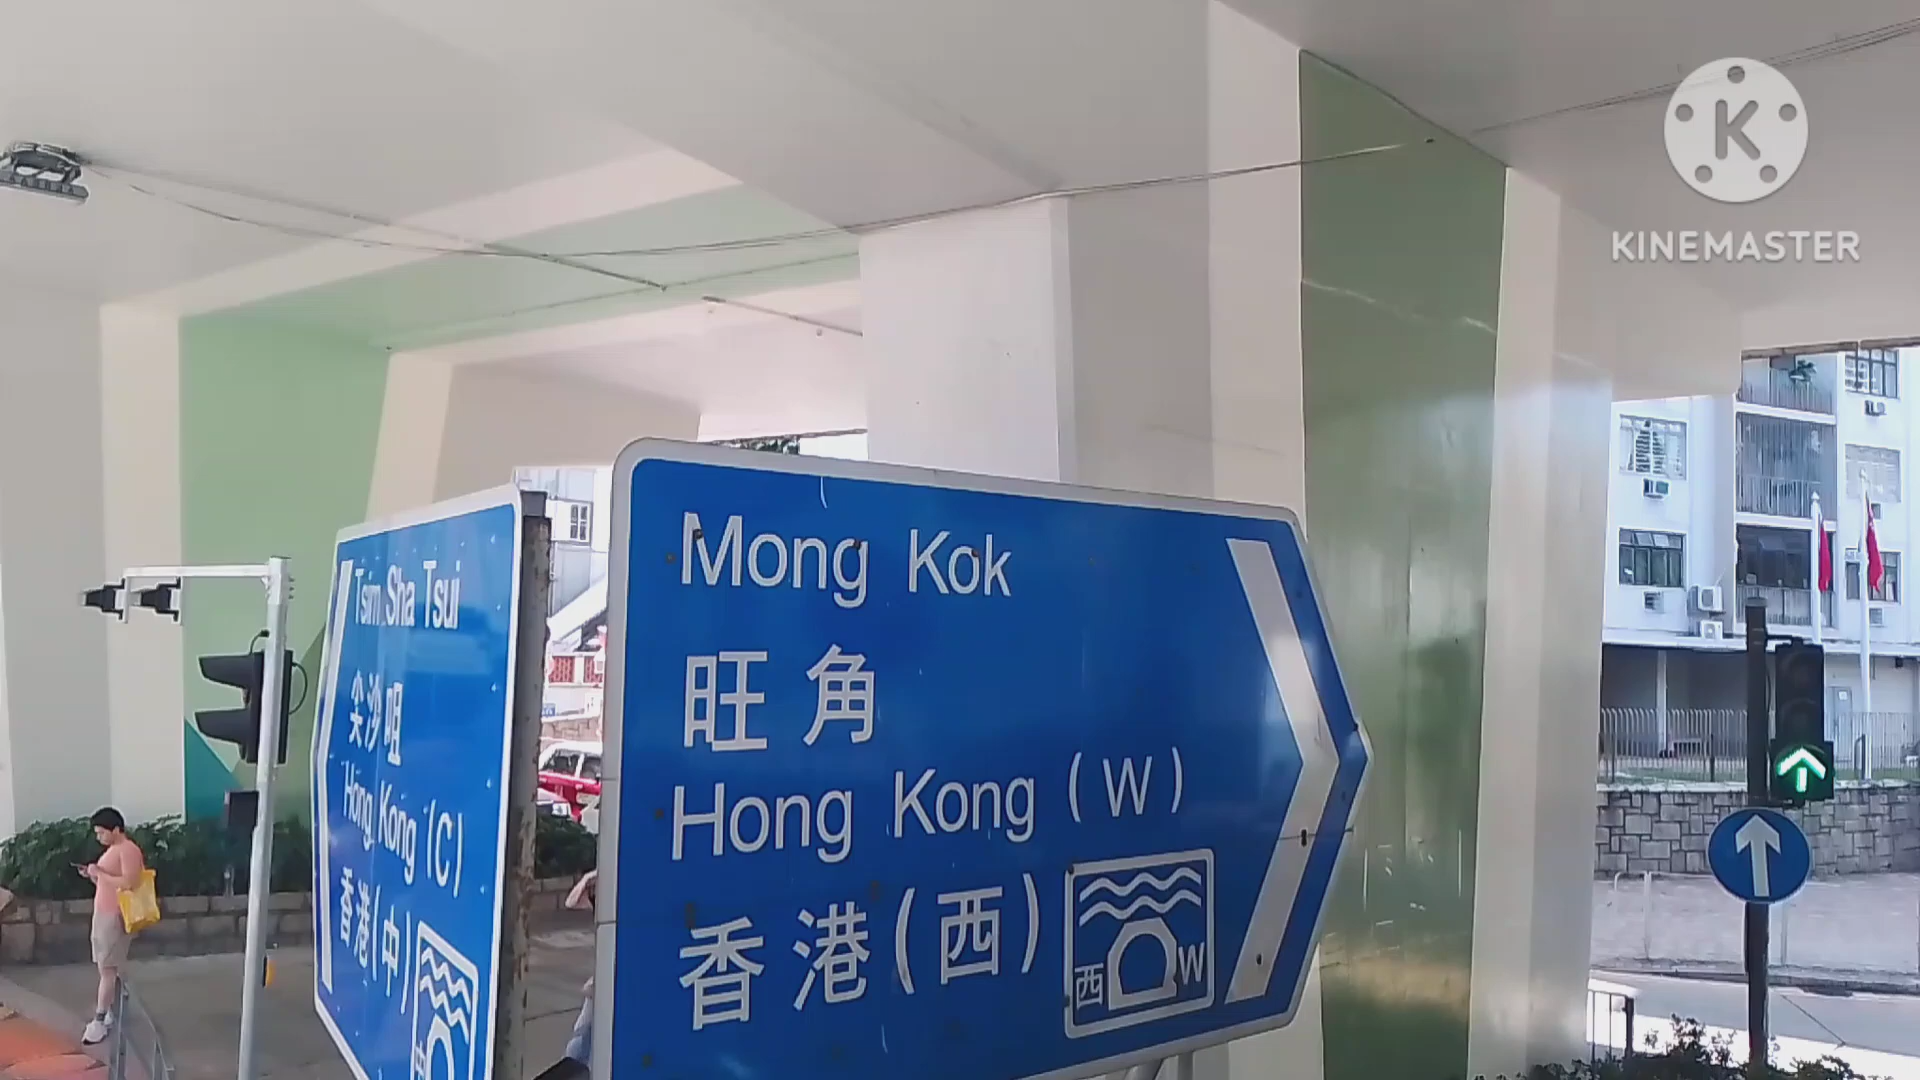 Tsim Sha Tsui
尖沙咀
Hong Kong (C)
香港(中)
中
Mong Kok
旺角
Hong Kong (W)
香港(西)
西 W
K
KINEMASTER